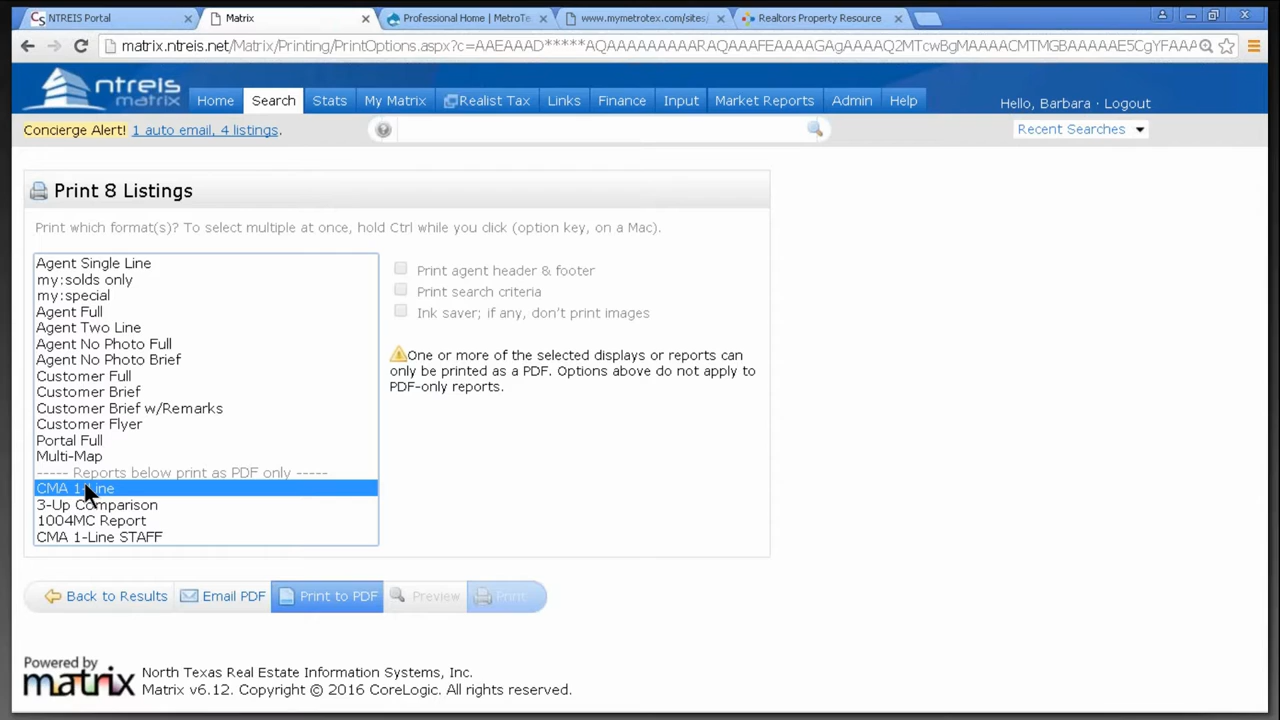 NTREIS Portal
Matrix
Professional Home | MetroTe
www.mymetrotex.com/sites/
Realtors Property Resource
matrix.ntreis.net/Matrix/Printing/PrintOptions.aspx?c=AAEAAAD*****AQAAAAAAAAARAQAAAFEAAAAGAgAAAAQ2MTcwBgMAAAACMTMGBAAAAAE5CgYFAAA
ntreis matrix
Home Search Stats My Matrix Realist Tax Links Finance Input Market Reports Admin Help
Hello, Barbara · Logout
Concierge Alert! 1 auto email, 4 listings.
Recent Searches
Print 8 Listings
Print which format(s)? To select multiple at once, hold Ctrl while you click (option key, on a Mac).
Agent Single Line
my:solds only
my:special
Agent Full
Agent Two Line
Agent No Photo Full
Agent No Photo Brief
Customer Full
Customer Brief
Customer Brief w/Remarks
Customer Flyer
Portal Full
Multi-Map
----- Reports below print as PDF only -----
CMA 1-Line
3-Up Comparison
1004MC Report
CMA 1-Line STAFF
Print agent header & footer
Print search criteria
Ink saver; if any, don't print images
One or more of the selected displays or reports can
only be printed as a PDF. Options above do not apply to
PDF-only reports.
Back to Results Email PDF Print to PDF Preview Print
Powered by
matrix
North Texas Real Estate Information Systems, Inc.
Matrix v6.12. Copyright © 2016 CoreLogic. All rights reserved.